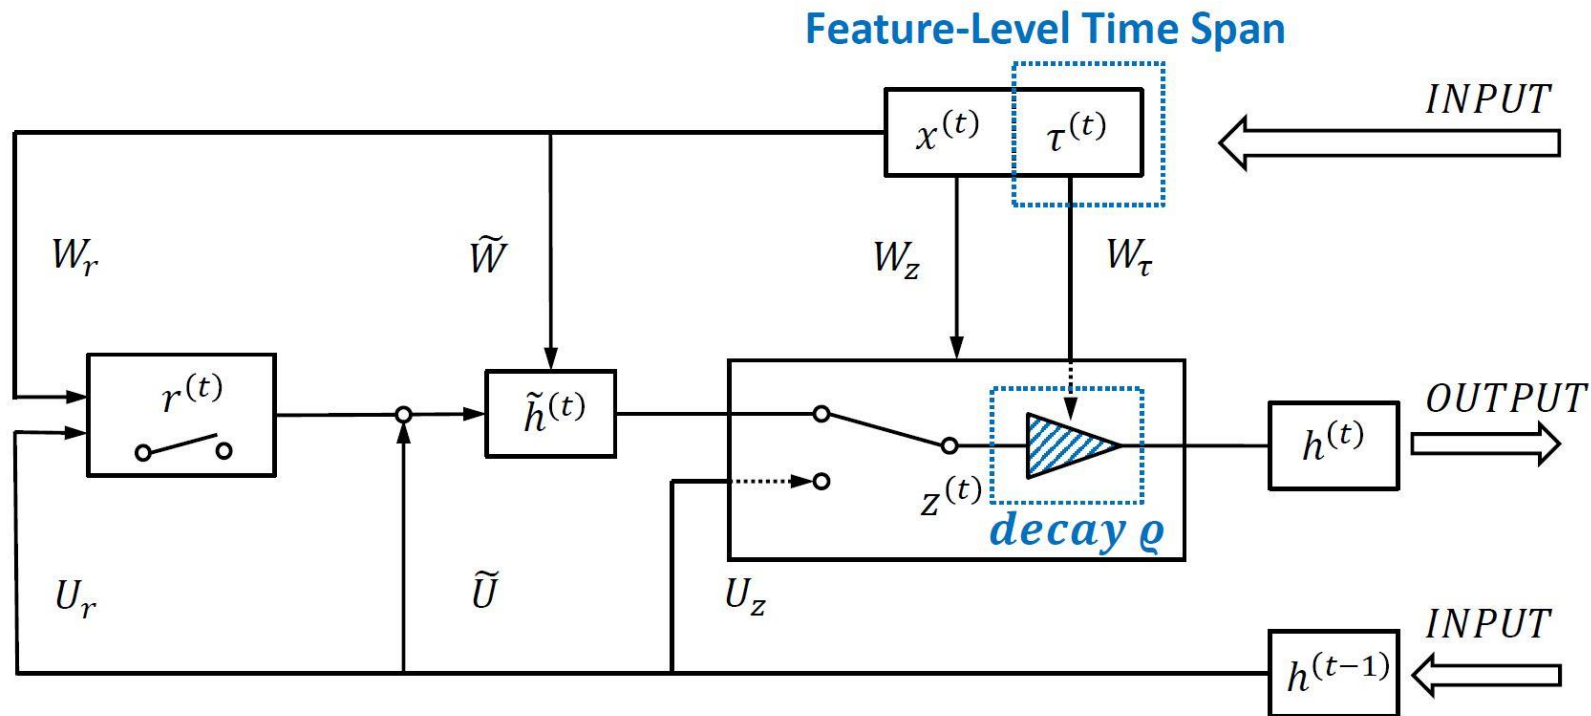 Feature-Level Time Span
INPUT
x^(t) τ^(t)
W_r
W̃
W_z
W_τ
r^(t)
h̃^(t)
z^(t)
decay ϱ
h^(t)
OUTPUT
U_r
Ũ
U_z
INPUT
h^(t−1)